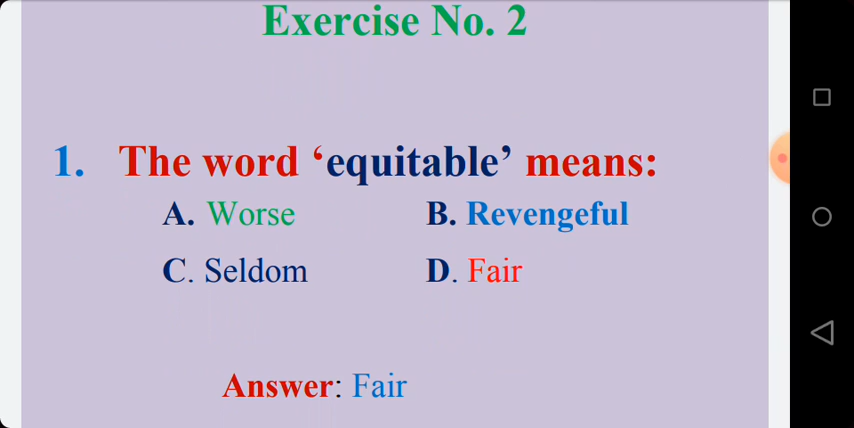 Exercise No. 2
1. The word ‘equitable’ means:
A. Worse B. Revengeful
C. Seldom D. Fair
Answer: Fair